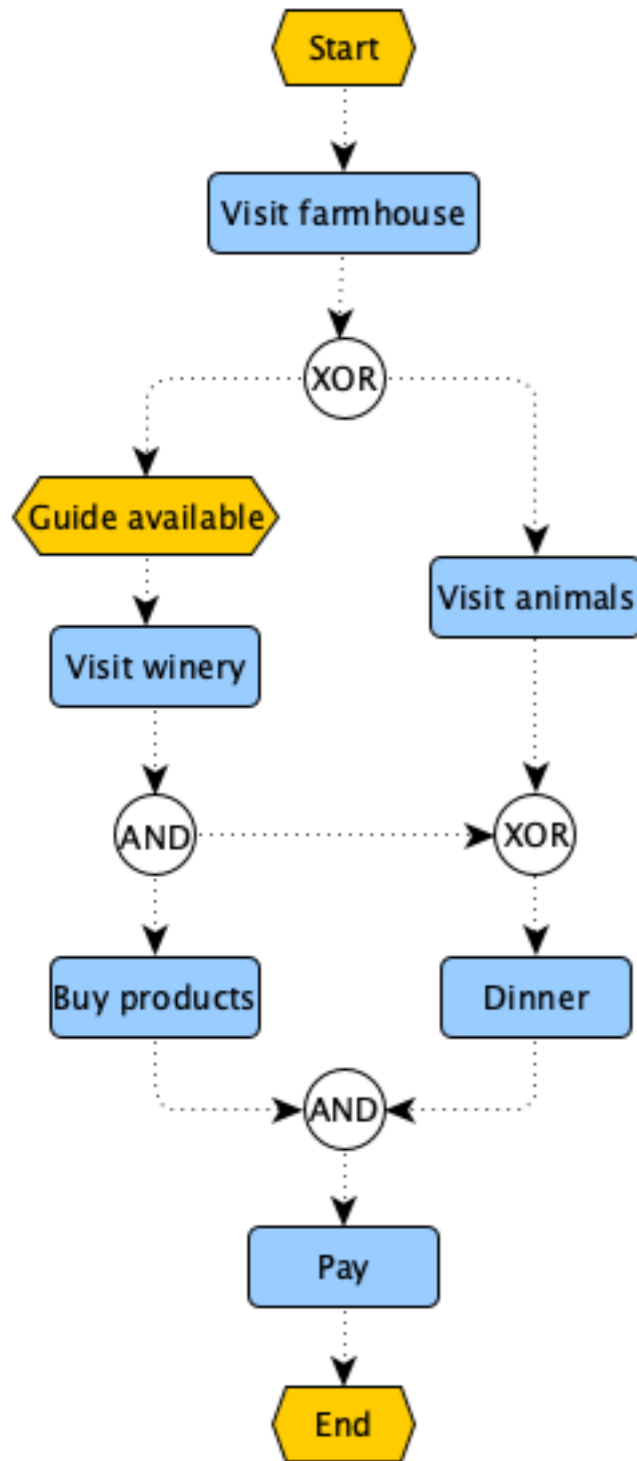 Start
Visit farmhouse
XOR
Guide available
Visit animals
Visit winery
AND
XOR
Buy products
Dinner
AND
Pay
End